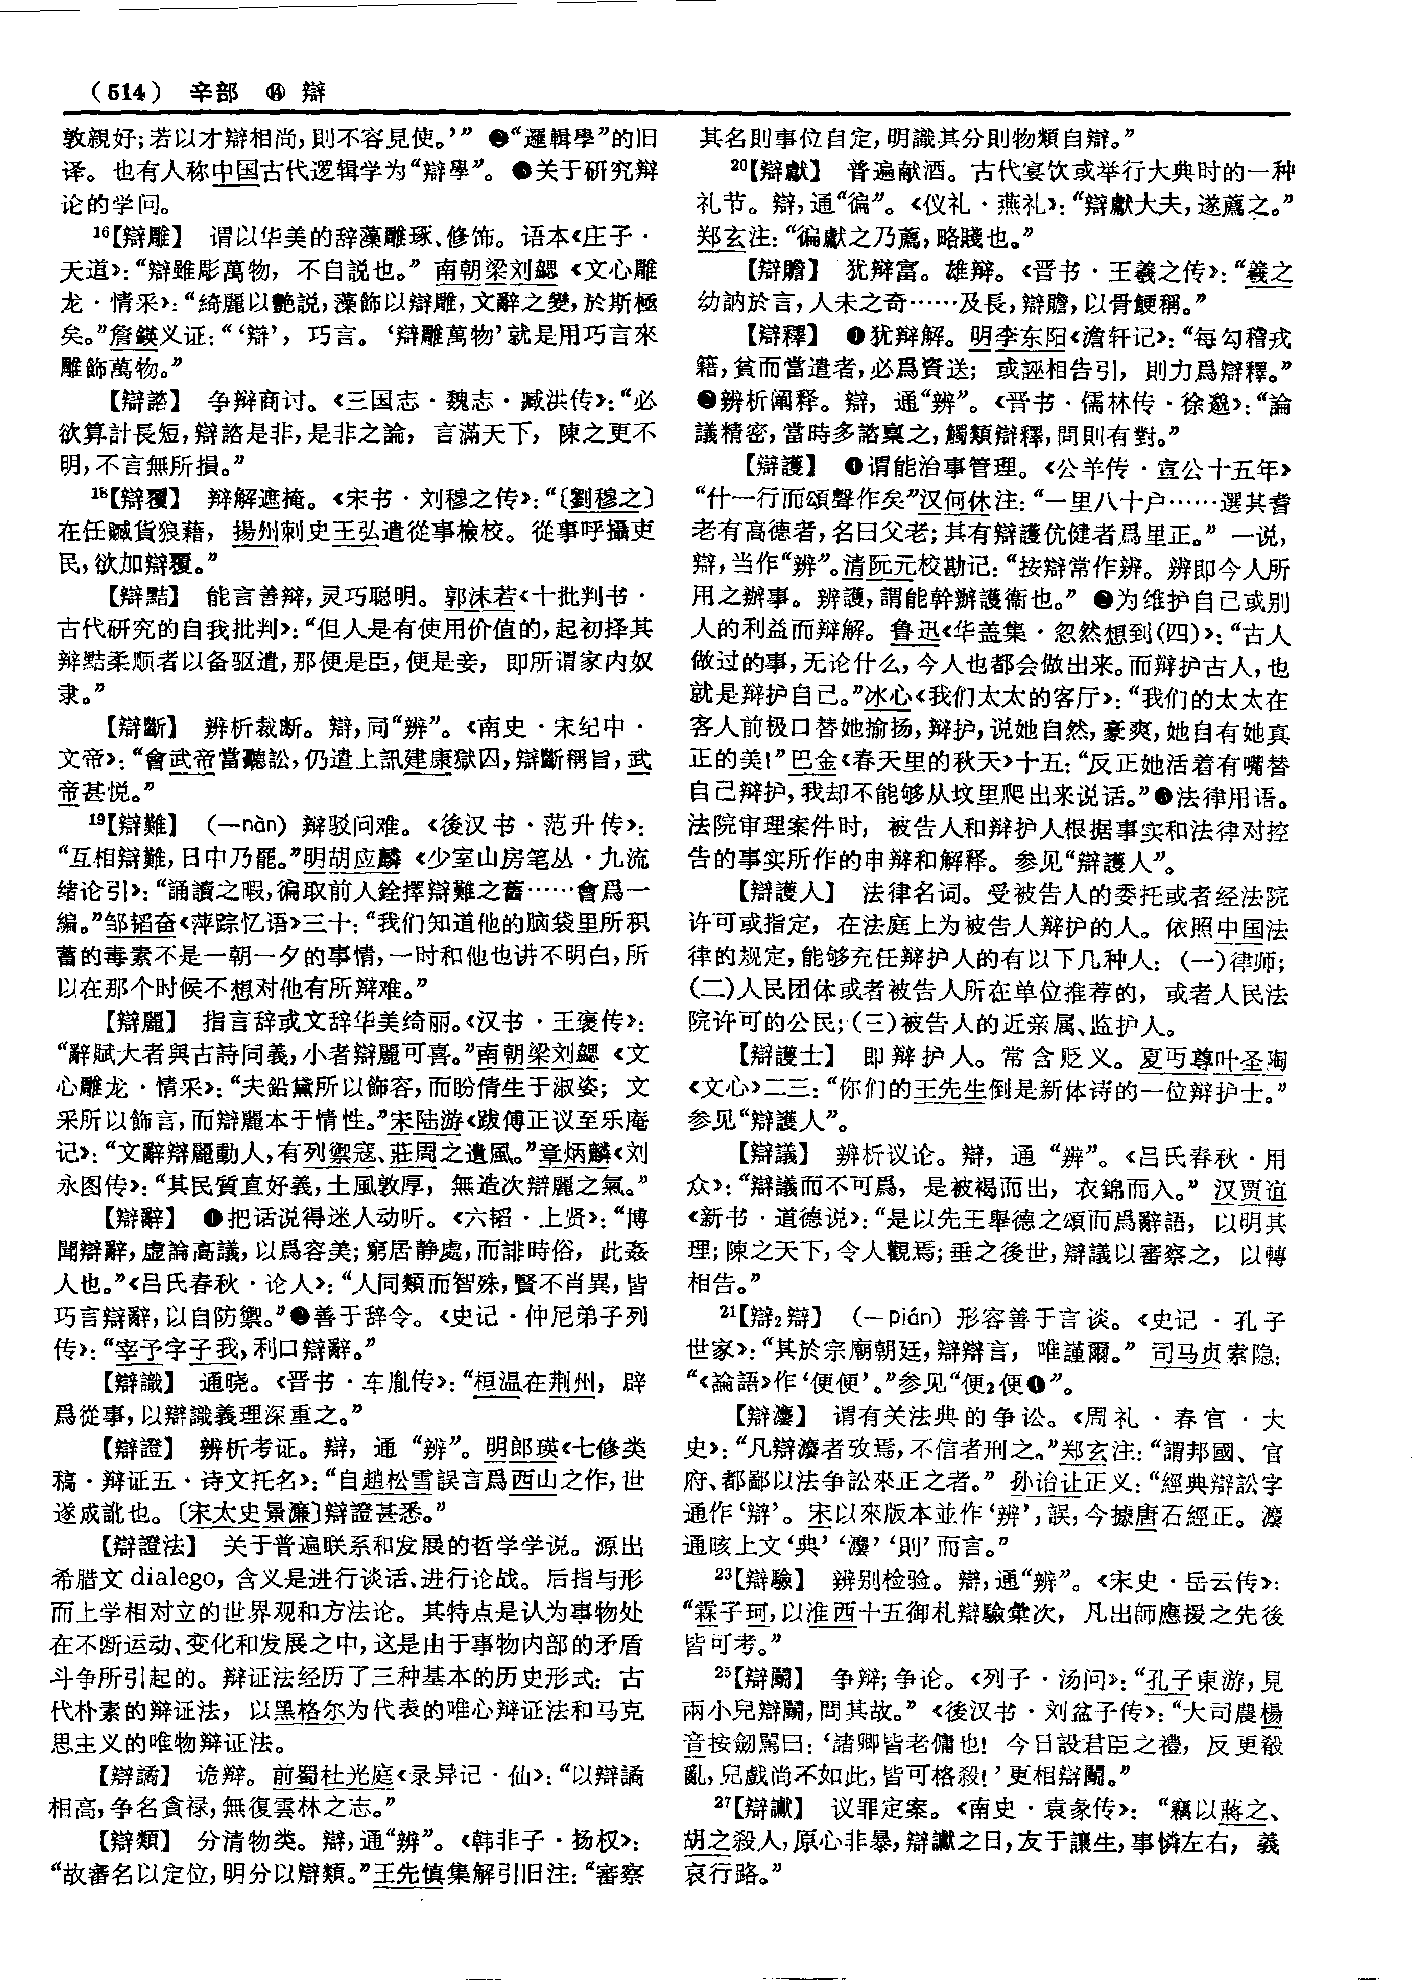 （514） 辛部 ⑭ 辯
敦親好；若以才辯相尚，則不容見使。’” ❷“邏輯學”的旧
译。也有人称中国古代逻辑学为“辯學”。❸关于研究辩
论的学问。
16【辯雕】 谓以华美的辞藻雕琢、修饰。语本《庄子·
天道》：“辯雖彫萬物，不自説也。” 南朝梁刘勰《文心雕
龙·情采》：“綺麗以艷説，藻飾以辯雕，文辭之變，於斯極
矣。”詹鍈义证：“‘辯’，巧言。‘辯雕萬物’就是用巧言來
雕飾萬物。”
【辯諮】 争辩商讨。《三国志·魏志·臧洪传》：“必
欲算計長短，辯諮是非，是非之論，言滿天下，陳之更不
明，不言無所損。”
18【辯覆】 辩解遮掩。《宋书·刘穆之传》：“〔劉穆之〕
在任贓貨狼藉，揚州刺史王弘遣從事檢校。從事呼攝吏
民，欲加辯覆。”
【辯黠】 能言善辩，灵巧聪明。郭沫若《十批判书·
古代研究的自我批判》：“但人是有使用价值的，起初择其
辩黠柔顺者以备驱遣，那便是臣，便是妾，即所谓家内奴
隶。”
【辯斷】 辨析裁断。辯，同“辨”。《南史·宋纪中·
文帝》：“會武帝當聽訟，仍遣上訊建康獄囚，辯斷稱旨，武
帝甚悦。”
19【辯難】 （—nàn）辩驳问难。《後汉书·范升传》：
“互相辯難，日中乃罷。”明胡应麟《少室山房笔丛·九流
绪论引》：“誦讀之暇，徧取前人銓擇辯難之舊……會爲一
編。”邹韬奋《萍踪忆语》三十：“我们知道他的脑袋里所积
蓄的毒素不是一朝一夕的事情，一时和他也讲不明白，所
以在那个时候不想对他有所辩难。”
【辯麗】 指言辞或文辞华美绮丽。《汉书·王褒传》：
“辭賦大者與古詩同義，小者辯麗可喜。”南朝梁刘勰《文
心雕龙·情采》：“夫鉛黛所以飾容，而盼倩生于淑姿；文
采所以飾言，而辯麗本于情性。”宋陆游《跋傅正议至乐庵
记》：“文辭辯麗動人，有列禦寇、莊周之遺風。”章炳麟《刘
永图传》：“其民質直好義，土風敦厚，無造次辯麗之氣。”
【辯辭】 ❶把话说得迷人动听。《六韬·上贤》：“博
聞辯辭，虚論高議，以爲容美；窮居静處，而誹時俗，此姦
人也。”《吕氏春秋·论人》：“人同類而智殊，賢不肖異，皆
巧言辯辭，以自防禦。”❷善于辞令。《史记·仲尼弟子列
传》：“宰予字子我，利口辯辭。”
【辯識】 通晓。《晋书·车胤传》：“桓温在荆州，辟
爲從事，以辯識義理深重之。”
【辯證】 辨析考证。辯，通“辨”。明郎瑛《七修类
稿·辩证五·诗文托名》：“自趙松雪誤言爲西山之作，世
遂成訛也。〔宋太史景濂〕辯證甚悉。”
【辯證法】 关于普遍联系和发展的哲学学说。源出
希腊文 dialego，含义是进行谈话、进行论战。后指与形
而上学相对立的世界观和方法论。其特点是认为事物处
在不断运动、变化和发展之中，这是由于事物内部的矛盾
斗争所引起的。辩证法经历了三种基本的历史形式：古
代朴素的辩证法，以黑格尔为代表的唯心辩证法和马克
思主义的唯物辩证法。
【辯譎】 诡辩。前蜀杜光庭《录异记·仙》：“以辯譎
相高，争名貪禄，無復雲林之志。”
【辯類】 分清物类。辯，通“辨”。《韩非子·扬权》：
“故審名以定位，明分以辯類。”王先慎集解引旧注：“審察
其名則事位自定，明識其分則物類自辯。”
20【辯獻】 普遍献酒。古代宴饮或举行大典时的一种
礼节。辯，通“徧”。《仪礼·燕礼》：“辯獻大夫，遂薦之。”
郑玄注：“徧獻之乃薦，略賤也。”
【辯贍】 犹辩富。雄辩。《晋书·王羲之传》：“羲之
幼訥於言，人未之奇……及長，辯贍，以骨鯁稱。”
【辯釋】 ❶犹辩解。明李东阳《澹轩记》：“每勾稽戎
籍，貧而當遣者，必爲資送；或誣相告引，則力爲辯釋。”
❷辨析阐释。辯，通“辨”。《晋书·儒林传·徐邈》：“論
議精密，當時多諮稟之，觸類辯釋，問則有對。”
【辯護】 ❶谓能治事管理。《公羊传·宣公十五年》
“什一行而頌聲作矣”汉何休注：“一里八十户……選其耆
老有高德者，名曰父老；其有辯護伉健者爲里正。” 一说，
辯，当作“辨”。清阮元校勘记：“按辯常作辨。辨即今人所
用之辦事。辨護，謂能幹辦護衛也。” ❷为维护自己或别
人的利益而辩解。鲁迅《华盖集·忽然想到（四）》：“古人
做过的事，无论什么，今人也都会做出来。而辩护古人，也
就是辩护自己。”冰心《我们太太的客厅》：“我们的太太在
客人前极口替她揄扬，辩护，说她自然，豪爽，她自有她真
正的美！”巴金《春天里的秋天》十五：“反正她活着有嘴替
自己辩护，我却不能够从坟里爬出来说话。”❸法律用语。
法院审理案件时，被告人和辩护人根据事实和法律对控
告的事实所作的申辩和解释。参见“辯護人”。
【辯護人】 法律名词。受被告人的委托或者经法院
许可或指定，在法庭上为被告人辩护的人。依照中国法
律的规定，能够充任辩护人的有以下几种人：（一）律师；
（二）人民团体或者被告人所在单位推荐的，或者人民法
院许可的公民；（三）被告人的近亲属、监护人。
【辯護士】 即辩护人。常含贬义。夏丏尊叶圣陶
《文心》二三：“你们的王先生倒是新体诗的一位辩护士。”
参见“辯護人”。
【辯議】 辨析议论。辯，通“辨”。《吕氏春秋·用
众》：“辯議而不可爲，是被褐而出，衣錦而入。” 汉贾谊
《新书·道德说》：“是以先王舉德之頌而爲辭語，以明其
理；陳之天下，令人觀焉；垂之後世，辯議以審察之，以轉
相告。”
21【辯₂辯】 （—pián）形容善于言谈。《史记·孔子
世家》：“其於宗廟朝廷，辯辯言，唯謹爾。” 司马贞索隐：
“《論語》作‘便便’。”参见“便₂便❶”。
【辯灋】 谓有关法典的争讼。《周礼·春官·大
史》：“凡辯灋者攷焉，不信者刑之。”郑玄注：“謂邦國、官
府、都鄙以法争訟來正之者。” 孙诒让正义：“經典辯訟字
通作‘辯’。宋以來版本並作‘辨’，誤，今據唐石經正。灋
通晐上文‘典’‘灋’‘則’而言。”
23【辯驗】 辨别检验。辯，通“辨”。《宋史·岳云传》：
“霖子珂，以淮西十五御札辯驗彙次，凡出師應援之先後
皆可考。”
25【辯鬭】 争辩；争论。《列子·汤问》：“孔子東游，見
兩小兒辯鬭，問其故。” 《後汉书·刘盆子传》：“大司農楊
音按劒駡曰：‘諸卿皆老傭也！今日設君臣之禮，反更殽
亂，兒戲尚不如此，皆可格殺！’更相辯鬭。”
27【辯讞】 议罪定案。《南史·袁彖传》：“竊以蔣之、
胡之殺人，原心非暴，辯讞之日，友于讓生，事憐左右，義
哀行路。”